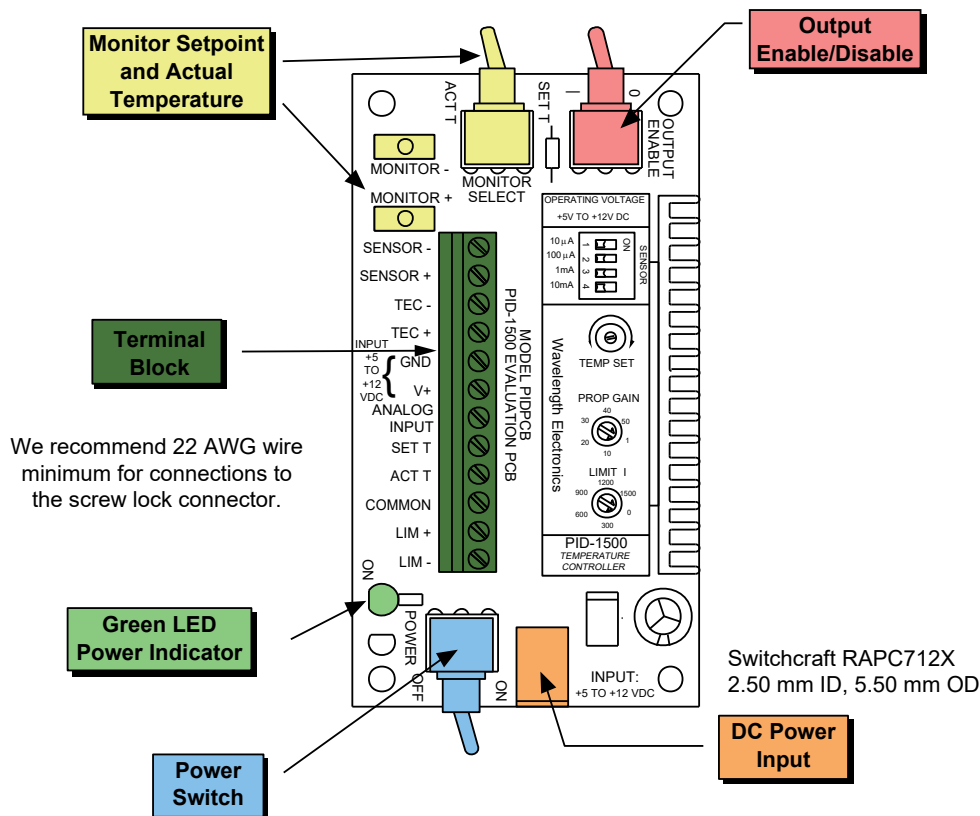 Monitor Setpoint
and Actual
Temperature
Output
Enable/Disable
ACT T
SET T
|
0
OUTPUT
ENABLE
MONITOR -
MONITOR +
MONITOR
SELECT
OPERATING VOLTAGE
+5V TO +12V DC
10 µA
100 µA
1mA
10mA
1
2
3
4
ON
SENSOR
SENSOR -
SENSOR +
TEC -
TEC +
GND
V+
ANALOG
INPUT
SET T
ACT T
COMMON
LIM +
LIM -
INPUT
+5
TO
+12
VDC
{
MODEL PIDPCB
PID-1500 EVALUATION PCB
Wavelength Electronics
TEMP SET
PROP GAIN
40
30
50
20
1
10
LIMIT I
1200
900
1500
600
0
300
PID-1500
TEMPERATURE
CONTROLLER
Terminal
Block
We recommend 22 AWG wire
minimum for connections to
the screw lock connector.
ON
POWER
OFF
ON
Green LED
Power Indicator
INPUT:
+5 TO +12 VDC
Switchcraft RAPC712X
2.50 mm ID, 5.50 mm OD
DC Power
Input
Power
Switch